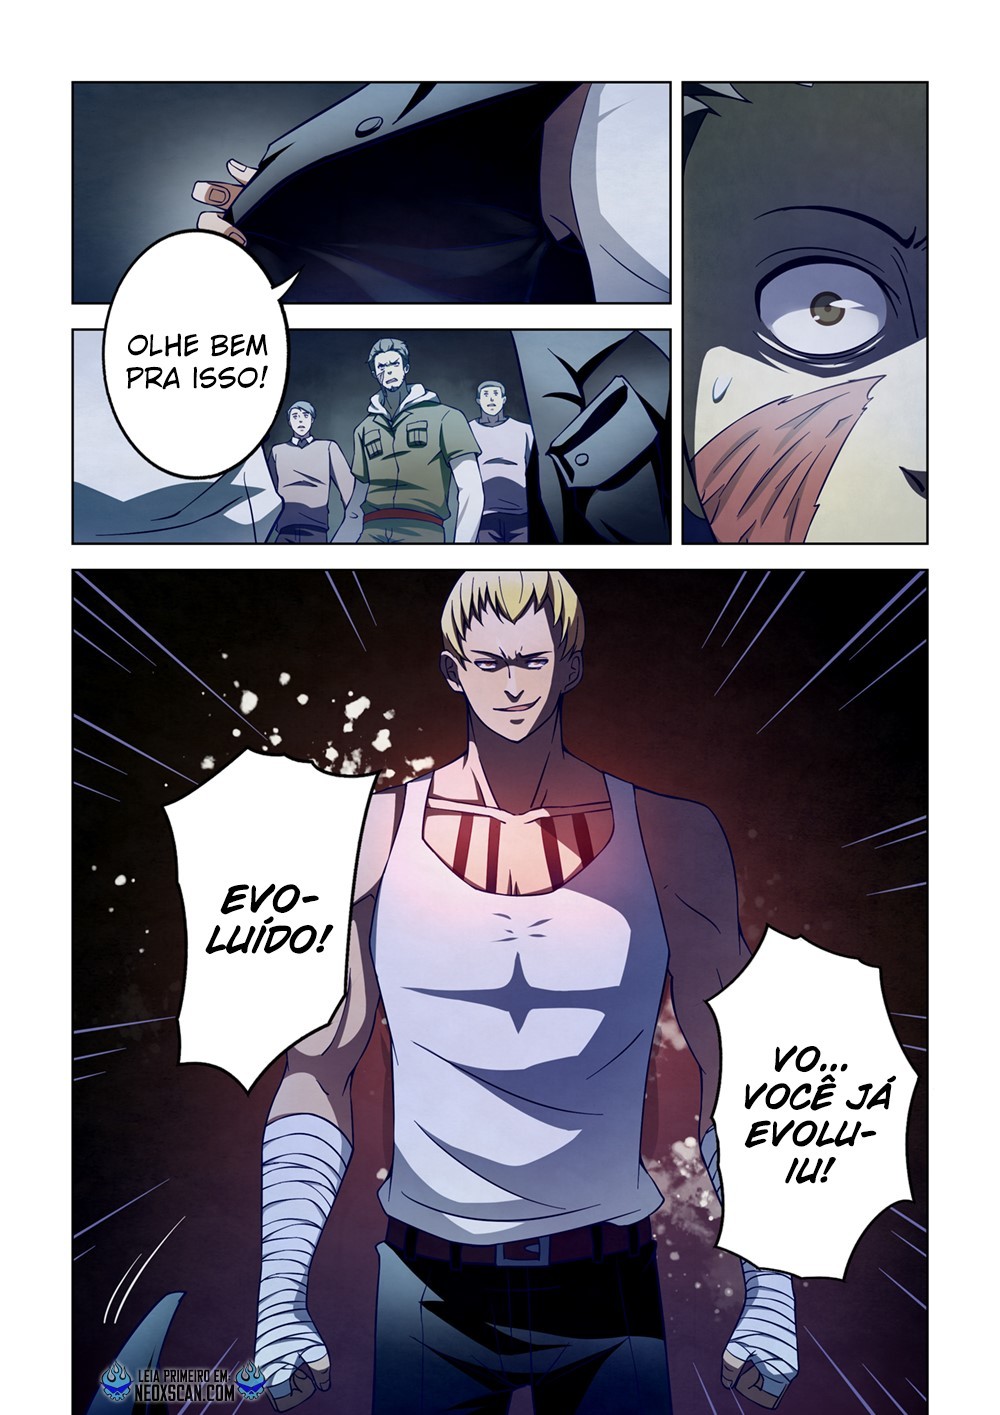 OLHE BEM
PRA ISSO!
EVO-
LUÍDO!
VO...
VOCÊ JÁ
EVOLU-
IU!
LEIA PRIMEIRO EM:
NEOXSCAN.COM